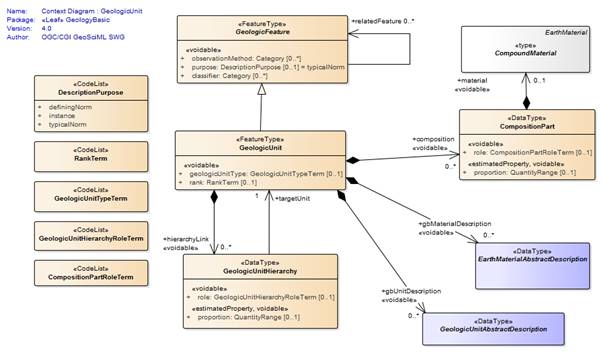 Name: Context Diagram : GeologicUnit
Package: «Leaf» GeologyBasic
Version: 4.0
Author: OGC/CGI GeoSciML SWG
«CodeList»
DescriptionPurpose
+ definingNorm
+ instance
+ typicalNorm
«CodeList»
RankTerm
«CodeList»
GeologicUnitTypeTerm
«CodeList»
GeologicUnitHierarchyRoleTerm
«CodeList»
CompositionPartRoleTerm
«FeatureType»
GeologicFeature
«voidable»
+ observationMethod: Category [0..*]
+ purpose: DescriptionPurpose [0..1] = typicalNorm
+ classifier: Category [0..*]
+relatedFeature 0..*
«FeatureType»
GeologicUnit
«voidable»
+ geologicUnitType: GeologicUnitTypeTerm [0..1]
+ rank: RankTerm [0..1]
+hierarchyLink
«voidable»
0..*
1
+targetUnit
«DataType»
GeologicUnitHierarchy
«voidable»
+ role: GeologicUnitHierarchyRoleTerm [0..1]
«estimatedProperty, voidable»
+ proportion: QuantityRange [0..1]
EarthMaterial
«type»
CompoundMaterial
+material
«voidable»
0..1
+composition
«voidable»
0..*
«DataType»
CompositionPart
«voidable»
+ role: CompositionPartRoleTerm [0..1]
«estimatedProperty, voidable»
+ proportion: QuantityRange [0..1]
+gbMaterialDescription
«voidable»
0..*
«DataType»
EarthMaterialAbstractDescription
+gbUnitDescription
«voidable»
0..*
«DataType»
GeologicUnitAbstractDescription